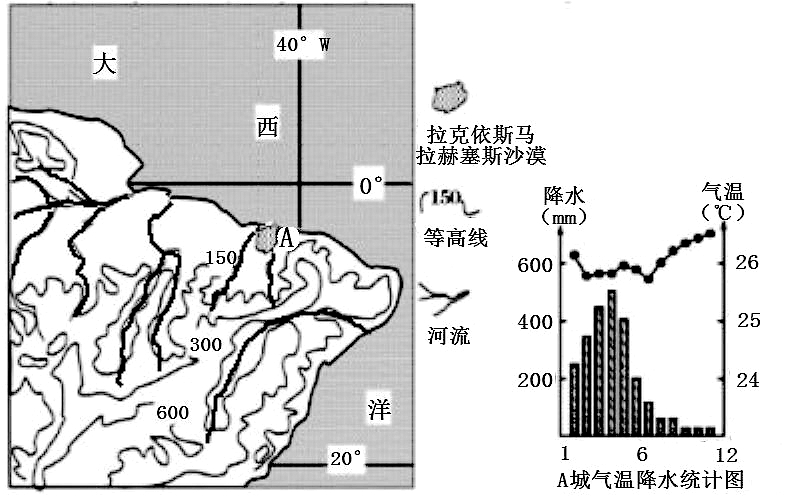 40° W
大
西
0°
A
150
300
600
洋
20°
拉克依斯马
拉赫塞斯沙漠
150
等高线
河流
降水
(mm)
气温
(℃)
600
400
200
26
25
24
1
6
12
A城气温降水统计图